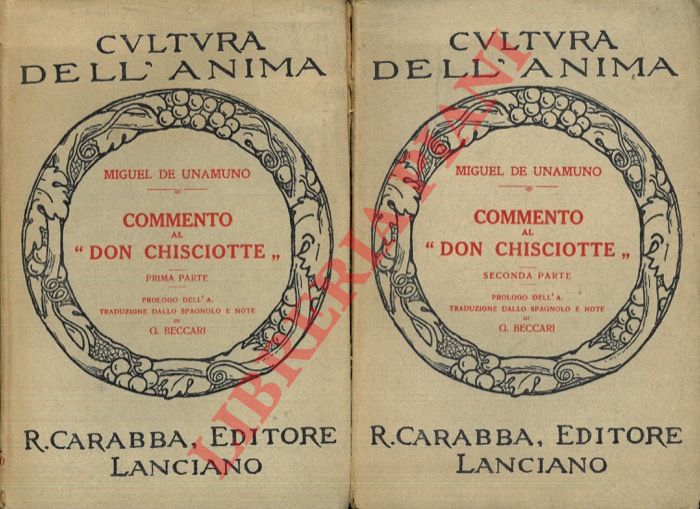 CVLTVRA
DELL' ANIMA
MIGUEL DE UNAMUNO
COMMENTO
AL
“ DON CHISCIOTTE „
PRIMA PARTE
PROLOGO DELL' A.
TRADUZIONE DALLO SPAGNOLO E NOTE
DI
G. BECCARI
R. CARABBA, EDITORE
LANCIANO
CVLTVRA
DELL' ANIMA
MIGUEL DE UNAMUNO
COMMENTO
AL
“ DON CHISCIOTTE „
SECONDA PARTE
PROLOGO DELL' A.
TRADUZIONE DALLO SPAGNOLO E NOTE
DI
G. BECCARI
R. CARABBA, EDITORE
LANCIANO
LIBRERIAPIANI